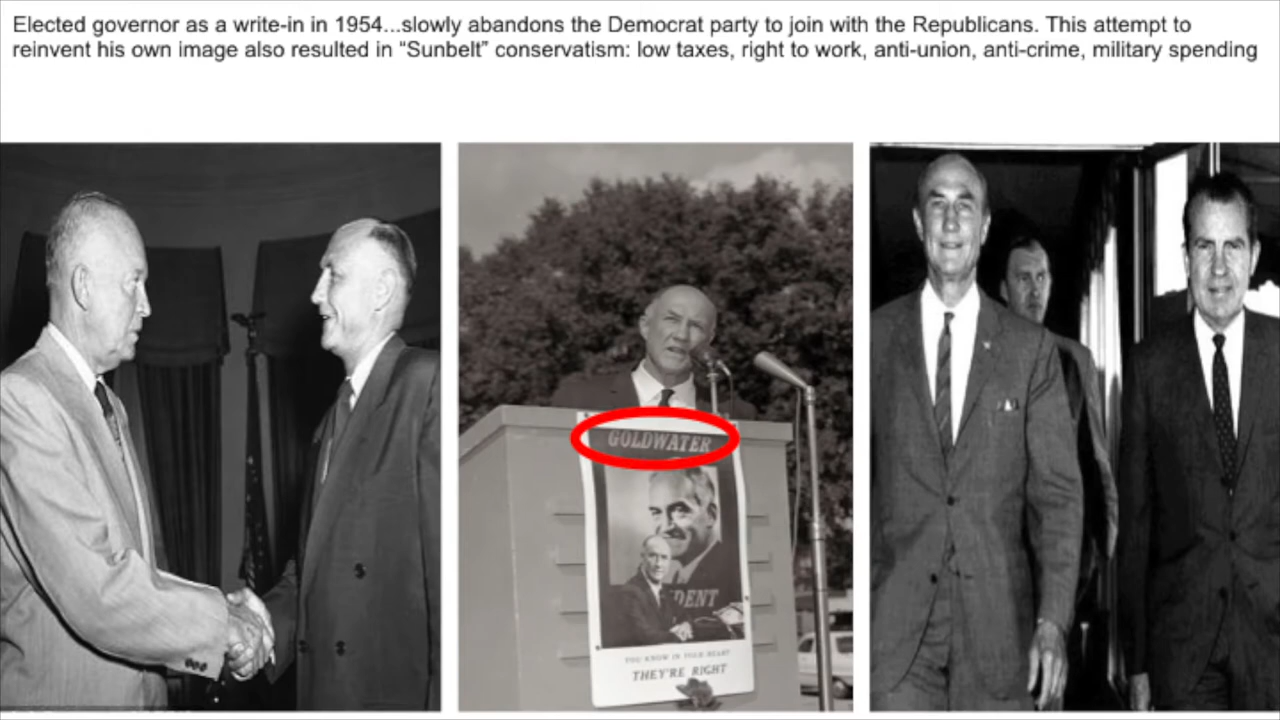 Elected governor as a write-in in 1954...slowly abandons the Democrat party to join with the Republicans. This attempt to
reinvent his own image also resulted in “Sunbelt” conservatism: low taxes, right to work, anti-union, anti-crime, military spending
GOLDWATER
DENT
YOU KNOW IN YOUR HEART
THEY'RE RIGHT